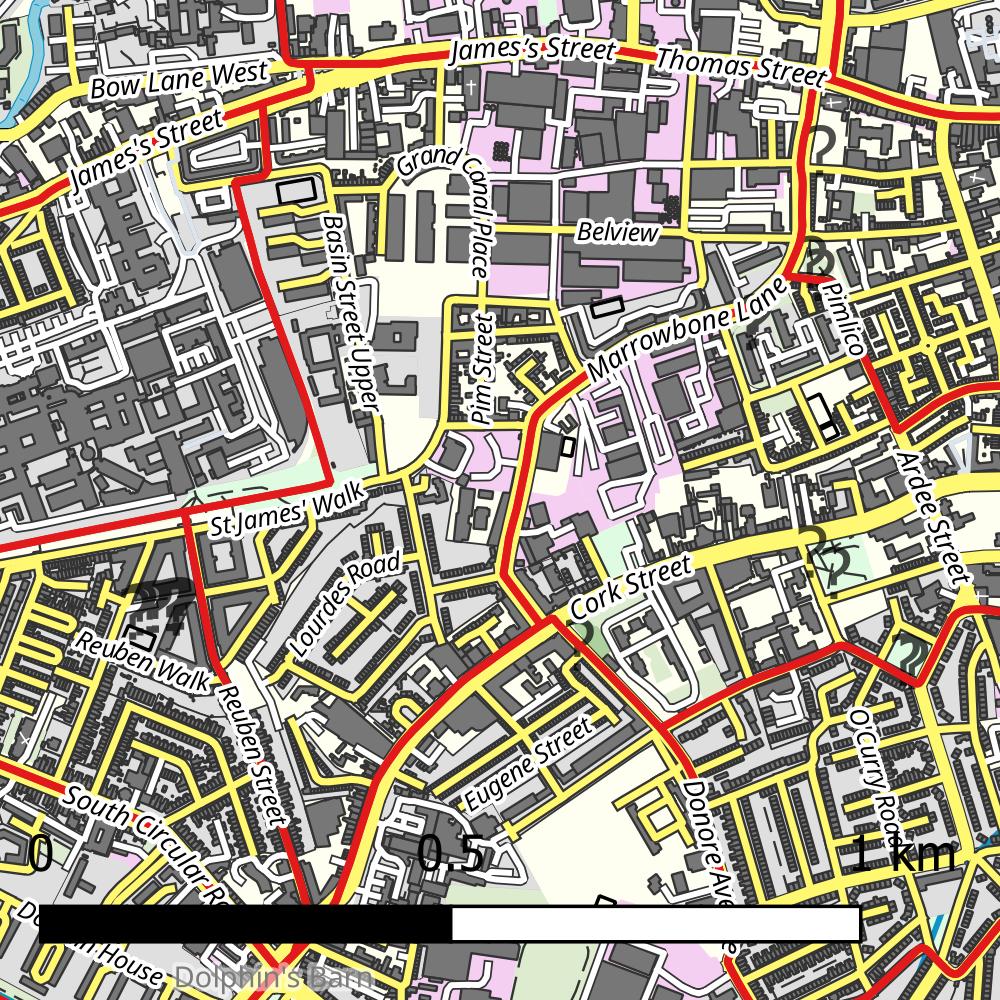 James's Street
Thomas Street
Bow Lane West
James's Street
Grand Canal Place
Belview
Basin Street Upper
Marrowbone Lane
Pimlico
Pim Street
Ardee Street
St James' Walk
Cork Street
Lourdes Road
Reuben Walk
Reuben Street
O'Curry Road
Eugene Street
South Circular
Donore Ave
0
0.5
1 km
House
Dolphin's Barn